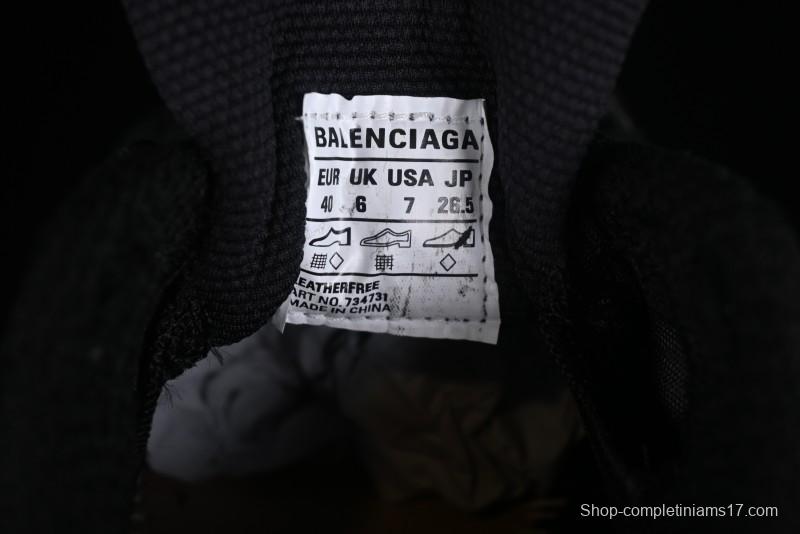 BALENCIAGA
EUR UK USA JP
40 6 7 26.5
LEATHERFREE
ART NO. 734731
MADE IN CHINA
Shop-completiniams17.com